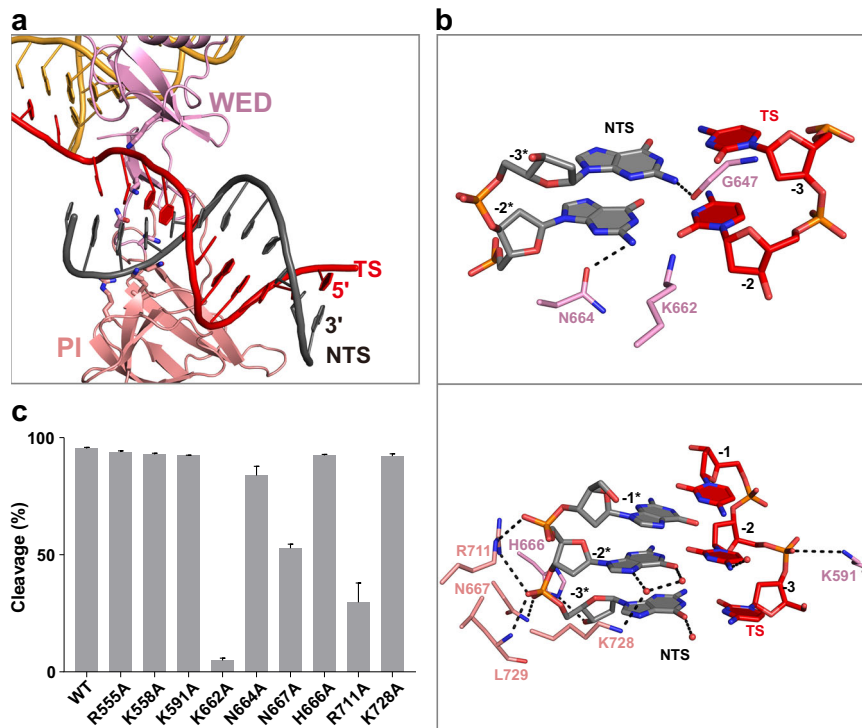 a
WED
TS
5'
3'
NTS
PI
b
NTS
TS
-3*
G647
-3
-2*
-2
N664
K662
-1
-1*
R711
H666
-2*
-2
N667
-3*
-3
K591
K728
TS
L729
NTS
c
Cleavage (%)
100
50
0
WT
R555A
K558A
K591A
K662A
N664A
N667A
H666A
R711A
K728A